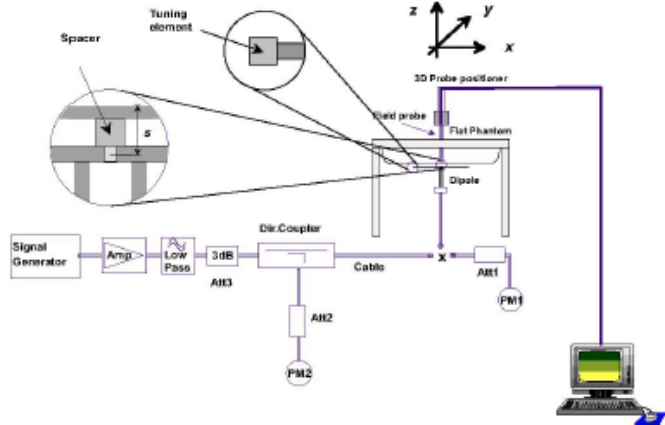 Tuning
element
Spacer
z
y
x
3D Probe positioner
Field probe
Flat Phantom
s
Dipole
Signal
Generator
Amp
Low
Pass
3dB
Att3
Dir.Coupler
Cable
x
Att1
PM1
Att2
PM2